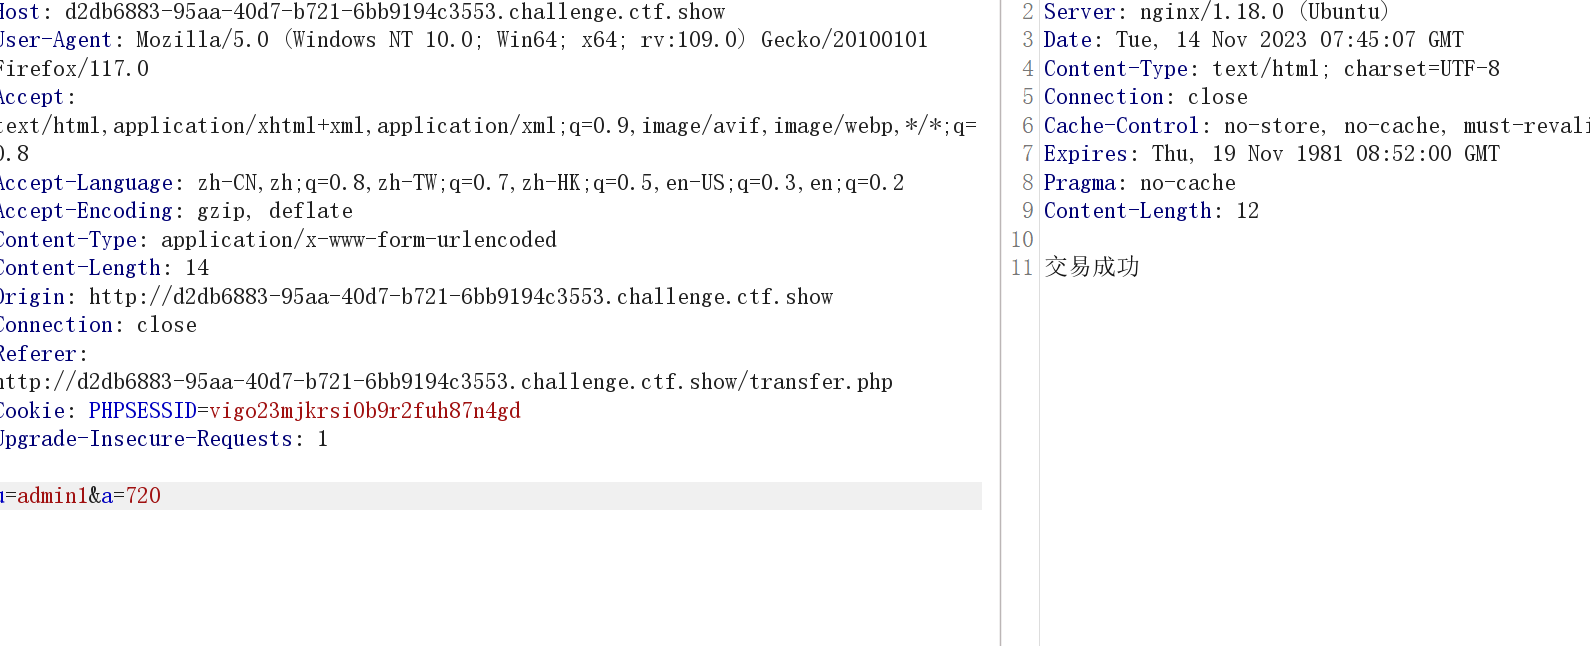 Host: d2db6883-95aa-40d7-b721-6bb9194c3553.challenge.ctf.show
User-Agent: Mozilla/5.0 (Windows NT 10.0; Win64; x64; rv:109.0) Gecko/20100101
Firefox/117.0
Accept:
text/html,application/xhtml+xml,application/xml;q=0.9,image/avif,image/webp,*/*;q=
0.8
Accept-Language: zh-CN,zh;q=0.8,zh-TW;q=0.7,zh-HK;q=0.5,en-US;q=0.3,en;q=0.2
Accept-Encoding: gzip, deflate
Content-Type: application/x-www-form-urlencoded
Content-Length: 14
Origin: http://d2db6883-95aa-40d7-b721-6bb9194c3553.challenge.ctf.show
Connection: close
Referer:
http://d2db6883-95aa-40d7-b721-6bb9194c3553.challenge.ctf.show/transfer.php
Cookie: PHPSESSID=vigo23mjkrsi0b9r2fuh87n4gd
Upgrade-Insecure-Requests: 1
u=admin1&a=720
2 Server: nginx/1.18.0 (Ubuntu)
3 Date: Tue, 14 Nov 2023 07:45:07 GMT
4 Content-Type: text/html; charset=UTF-8
5 Connection: close
6 Cache-Control: no-store, no-cache, must-revali
7 Expires: Thu, 19 Nov 1981 08:52:00 GMT
8 Pragma: no-cache
9 Content-Length: 12
10
11 交易成功